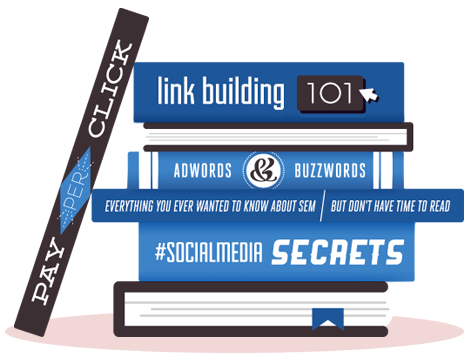 PAY PER CLICK
link building 101
ADWORDS & BUZZWORDS
EVERYTHING YOU EVER WANTED TO KNOW ABOUT SEM | BUT DON'T HAVE TIME TO READ
#SOCIALMEDIA SECRETS